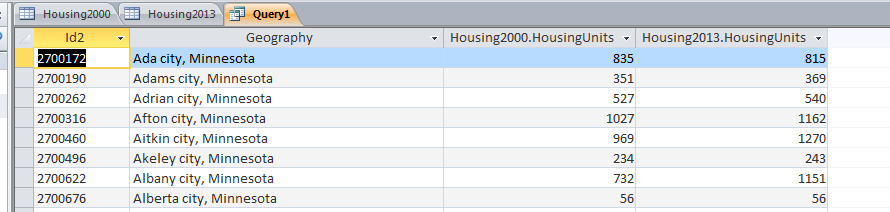 Housing2000 Housing2013 Query1
Id2 Geography Housing2000.HousingUnits Housing2013.HousingUnits
2700172 Ada city, Minnesota 835 815
2700190 Adams city, Minnesota 351 369
2700262 Adrian city, Minnesota 527 540
2700316 Afton city, Minnesota 1027 1162
2700460 Aitkin city, Minnesota 969 1270
2700496 Akeley city, Minnesota 234 243
2700622 Albany city, Minnesota 732 1151
2700676 Alberta city, Minnesota 56 56